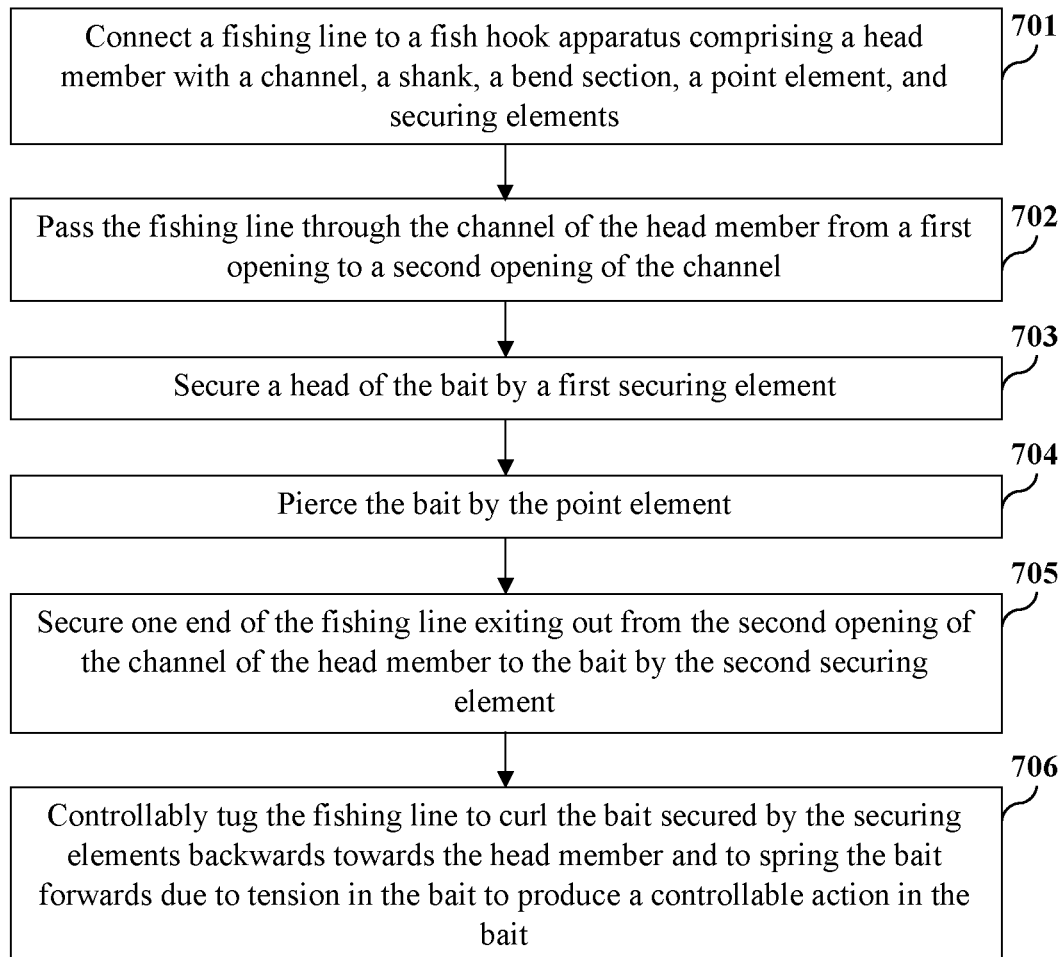 Connect a fishing line to a fish hook apparatus comprising a head
member with a channel, a shank, a bend section, a point element, and
securing elements
701
Pass the fishing line through the channel of the head member from a first
opening to a second opening of the channel
702
Secure a head of the bait by a first securing element
703
Pierce the bait by the point element
704
Secure one end of the fishing line exiting out from the second opening of
the channel of the head member to the bait by the second securing
element
705
Controllably tug the fishing line to curl the bait secured by the securing
elements backwards towards the head member and to spring the bait
forwards due to tension in the bait to produce a controllable action in the
bait
706